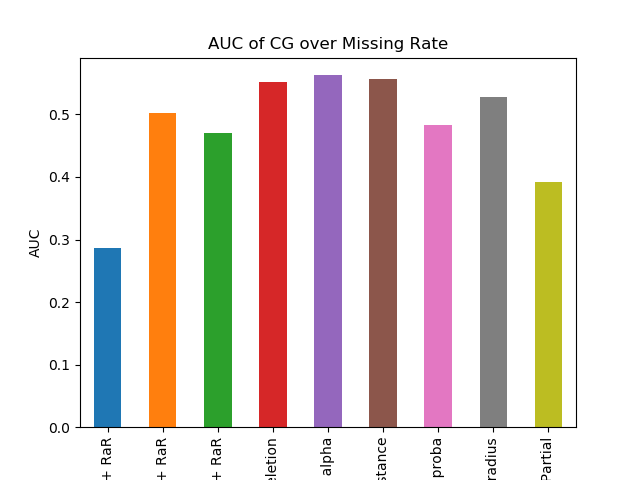 AUC of CG over Missing Rate
AUC
0.5
0.4
0.3
0.2
0.1
0.0
+ RaR
+ RaR
+ RaR
eletion
alpha
stance
proba
radius
Partial